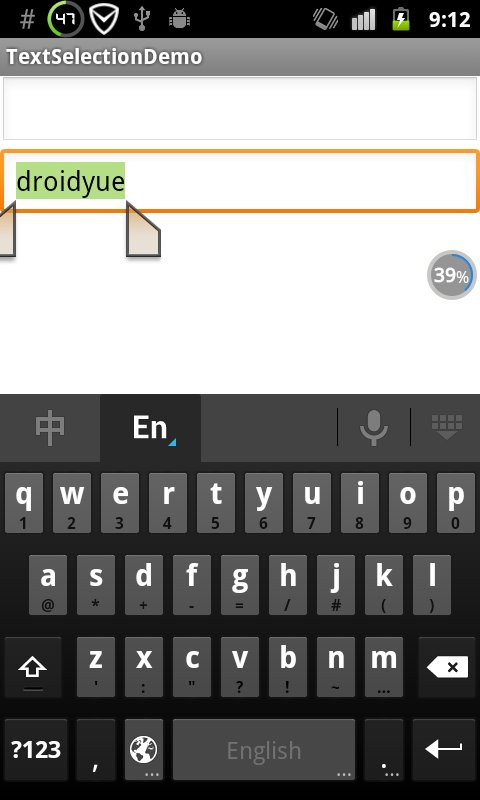 # 47 9:12
TextSelectionDemo
droidyue
39%
中 En
q w e r t y u i o p
1 2 3 4 5 6 7 8 9 0
a s d f g h j k l
@ * + - = / # ( )
z x c v b n m
' : " ? ! ~ ...
?123 , English .
... ... ...